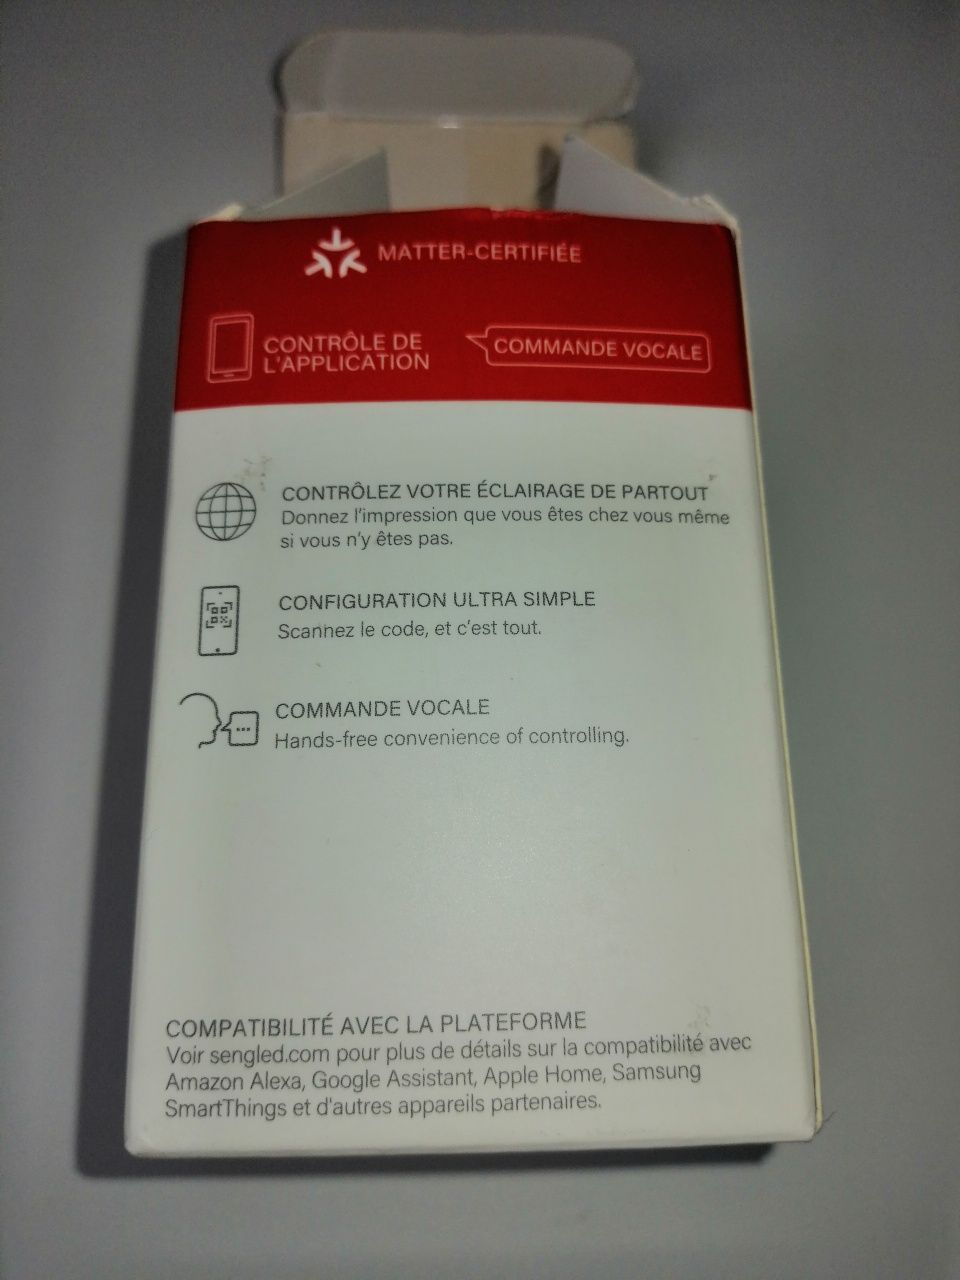 MATTER-CERTIFIÉE
CONTRÔLE DE
L'APPLICATION
COMMANDE VOCALE
CONTRÔLEZ VOTRE ÉCLAIRAGE DE PARTOUT
Donnez l'impression que vous êtes chez vous même
si vous n'y êtes pas.
CONFIGURATION ULTRA SIMPLE
Scannez le code, et c'est tout.
COMMANDE VOCALE
Hands-free convenience of controlling.
COMPATIBILITÉ AVEC LA PLATEFORME
Voir sengled.com pour plus de détails sur la compatibilité avec
Amazon Alexa, Google Assistant, Apple Home, Samsung
SmartThings et d'autres appareils partenaires.